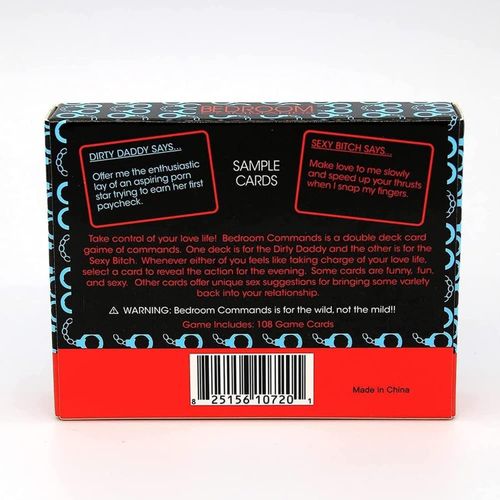 BEDROOM
DIRTY DADDY SAYS...
Offer me the enthusiastic
lay of an aspiring porn
star trying to earn her first
paycheck.
SAMPLE
CARDS
SEXY BITCH SAYS...
Make love to me slowly
and speed up your thrusts
when I snap my fingers.
Take control of your love life! Bedroom Commands is a double deck card
gaime of commands. One deck is for the Dirty Daddy and the other is for the
Sexy Bitch. Whenever either of you feels like taking charge of your love life,
select a card to reveal the action for the evening. Some cards are funny, fun,
and sexy. Other cards offer unique sex suggestions for bringing some variety
back into your relationship.
⚠ WARNING: Bedroom Commands is for the wild, not the mild!!
Game Includes: 108 Game Cards
8 25156 10720 1
Made in China